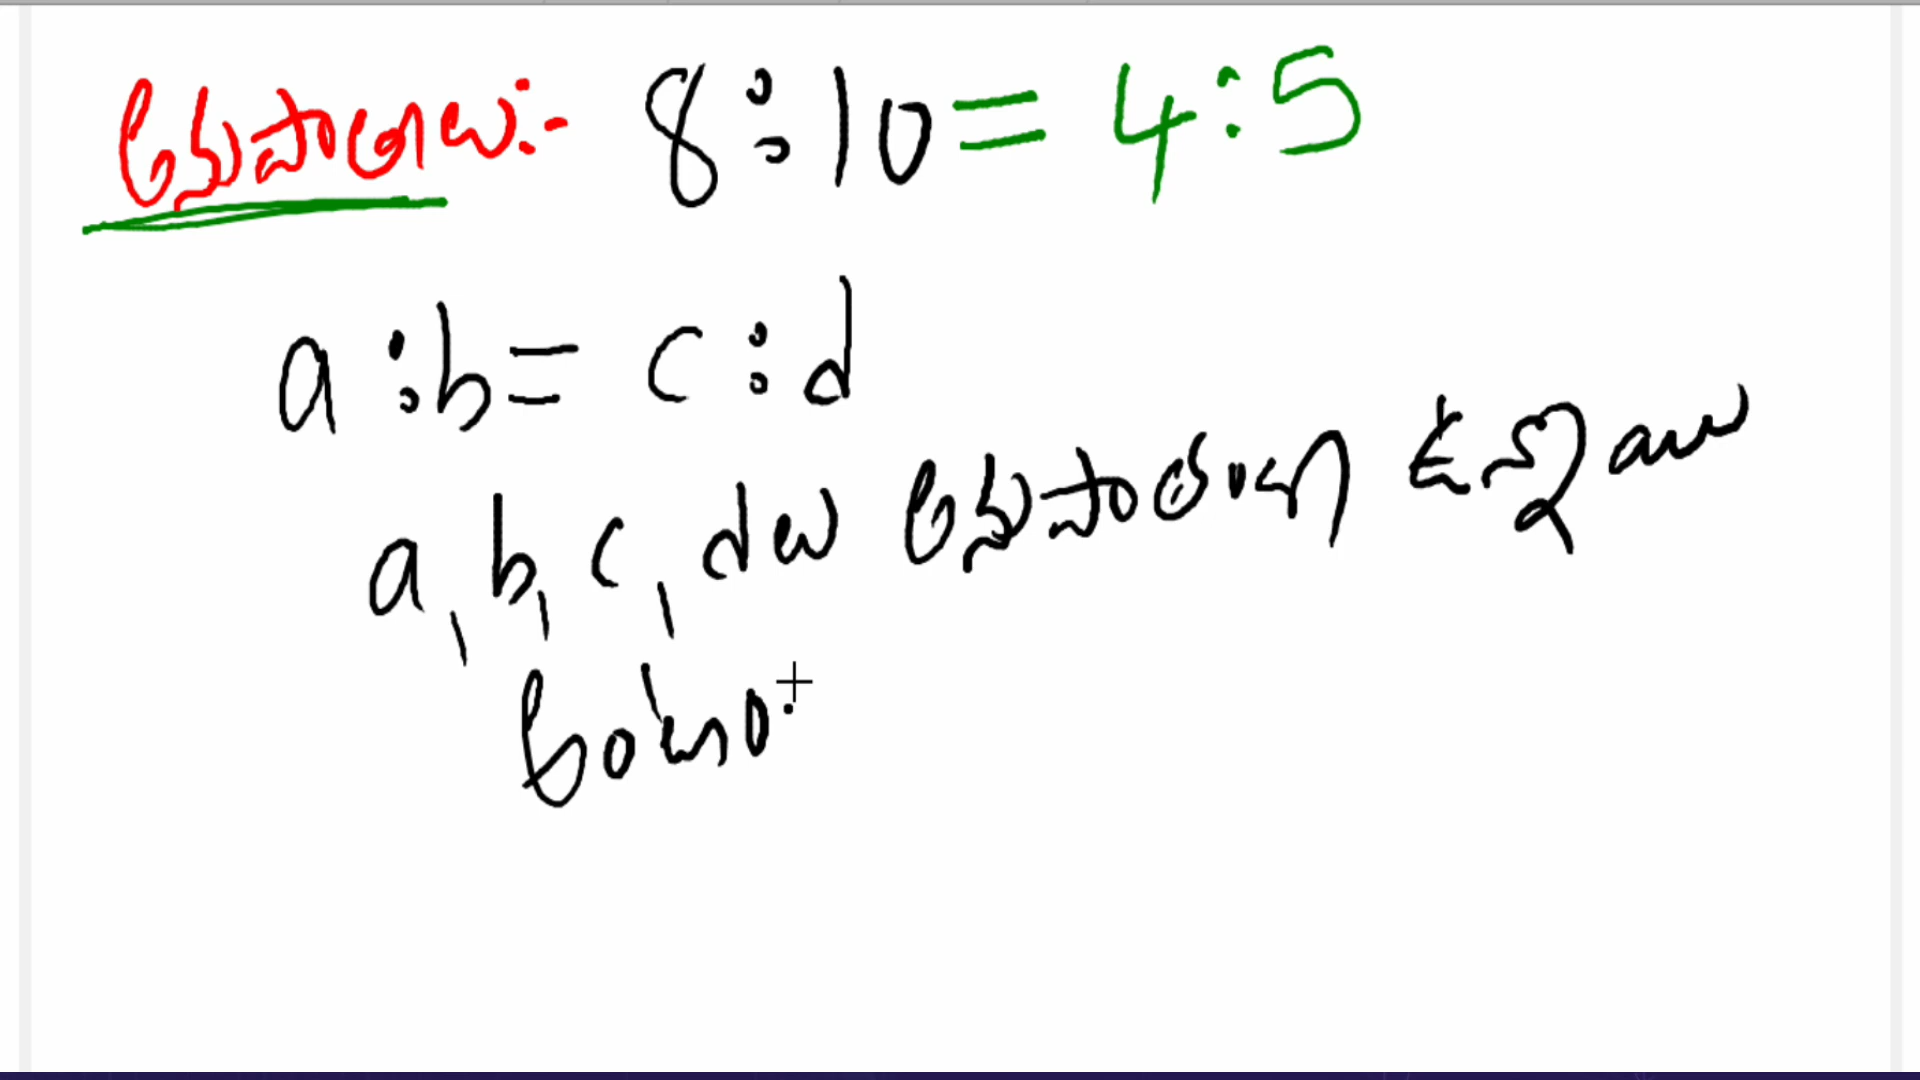 అనుపాతాలు:- 8:10 = 4:5
a:b = c:d
a, b, c, d లు అనుపాతంలో ఉన్నాయి